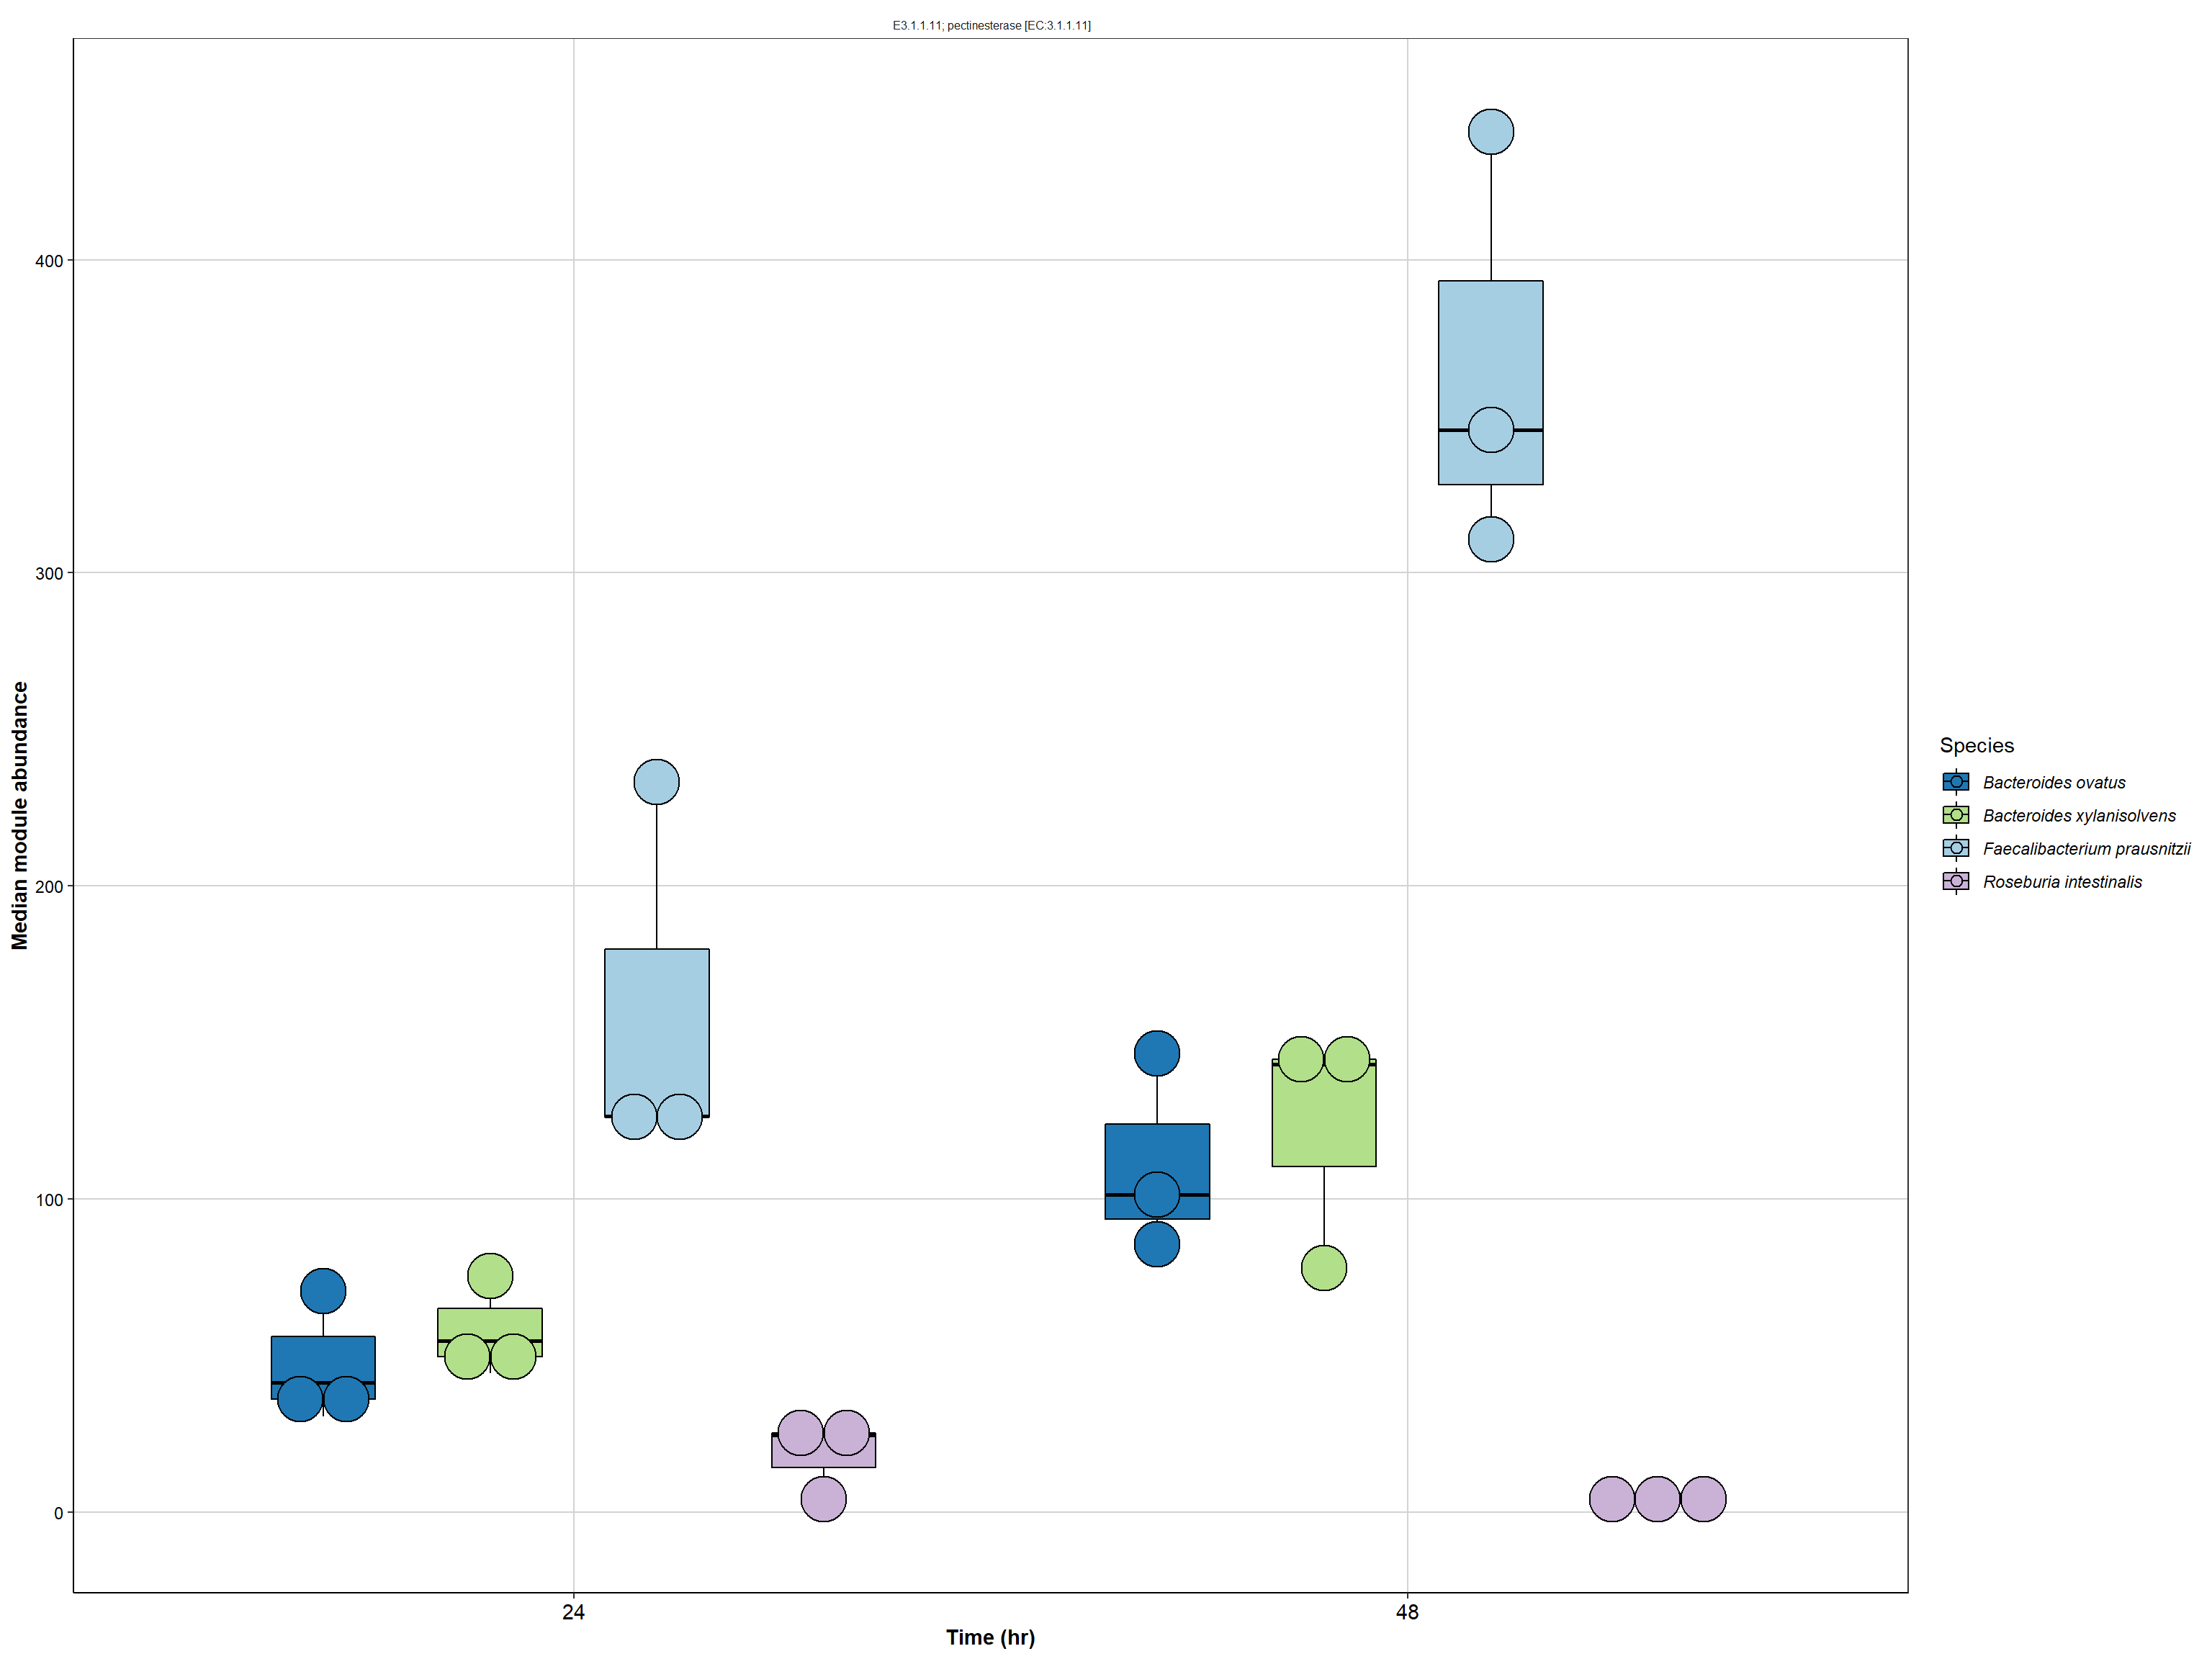 E3.1.1.11; pectinesterase [EC:3.1.1.11]
Median module abundance
400
300
200
100
0
24
48
Time (hr)
Species
Bacteroides ovatus
Bacteroides xylanisolvens
Faecalibacterium prausnitzii
Roseburia intestinalis